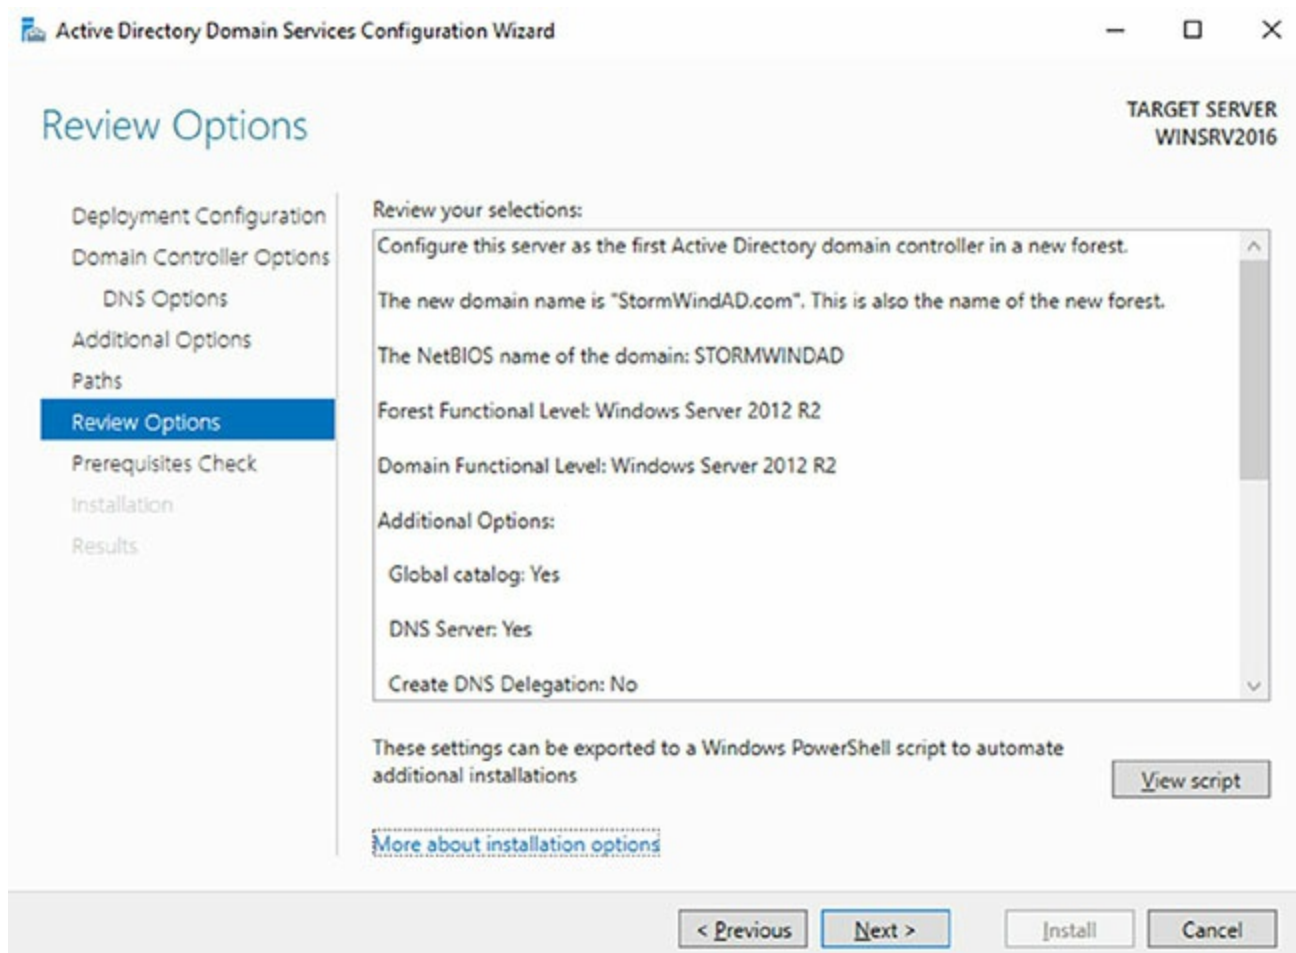 Active Directory Domain Services Configuration Wizard
Review Options
TARGET SERVER
WINSRV2016
Deployment Configuration
Domain Controller Options
DNS Options
Additional Options
Paths
Review Options
Prerequisites Check
Installation
Results
Review your selections:
Configure this server as the first Active Directory domain controller in a new forest.
The new domain name is "StormWindAD.com". This is also the name of the new forest.
The NetBIOS name of the domain: STORMWINDAD
Forest Functional Level: Windows Server 2012 R2
Domain Functional Level: Windows Server 2012 R2
Additional Options:
Global catalog: Yes
DNS Server: Yes
Create DNS Delegation: No
These settings can be exported to a Windows PowerShell script to automate
additional installations
View script
More about installation options
< Previous
Next >
Install
Cancel